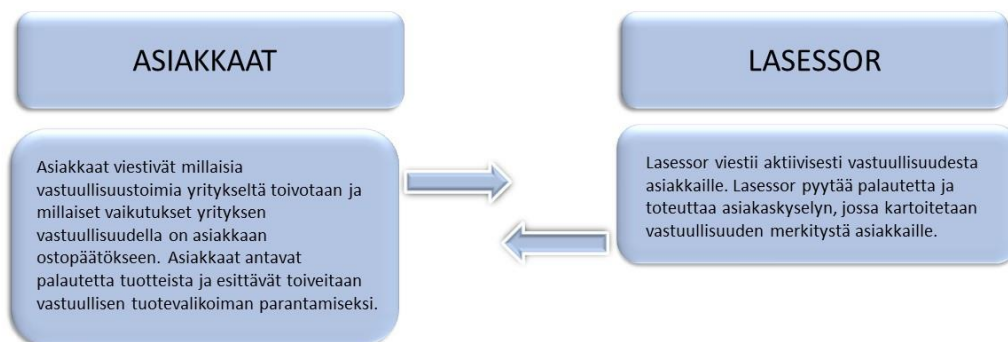 ASIAKKAAT
Asiakkaat viestivät millaisia
vastuullisuustoimia yritykseltä toivotaan ja
millaiset vaikutukset yrityksen
vastuullisuudella on asiakkaan
ostopäätökseen. Asiakkaat antavat
palautetta tuotteista ja esittävät toiveitaan
vastuullisen tuotevalikoiman parantamiseksi.
LASESSOR
Lasessor viestii aktiivisesti vastuullisuudesta
asiakkaille. Lasessor pyytää palautetta ja
toteuttaa asiakaskyselyn, jossa kartoitetaan
vastuullisuuden merkitystä asiakkaille.